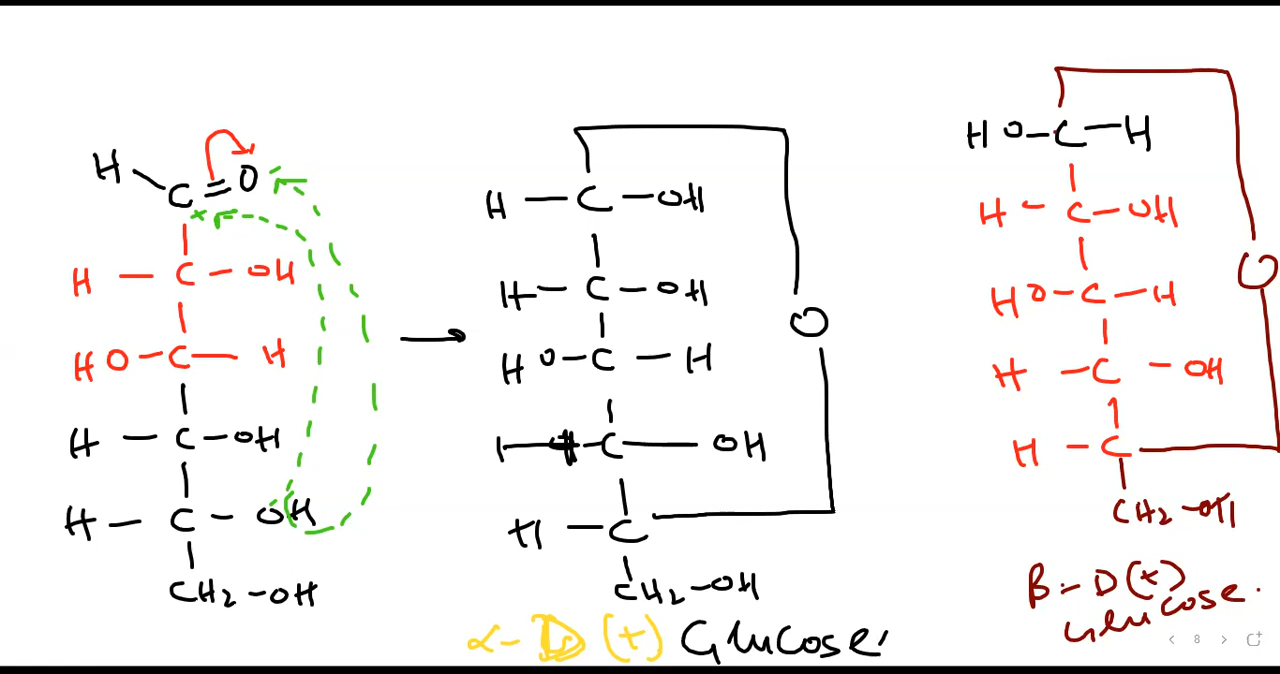 H C = O
H — C — OH
HO — C — H
H — C — OH
H — C — OH
CH2 - OH
H — C — OH
H — C — OH
HO — C — H
H — C — OH
H — C
CH2 - OH
O
α- D (+) Glucose
HO — C — H
H — C — OH
HO — C — H
H — C — OH
H — C
CH2 - OH
O
β - D (+)
Glucose.
8